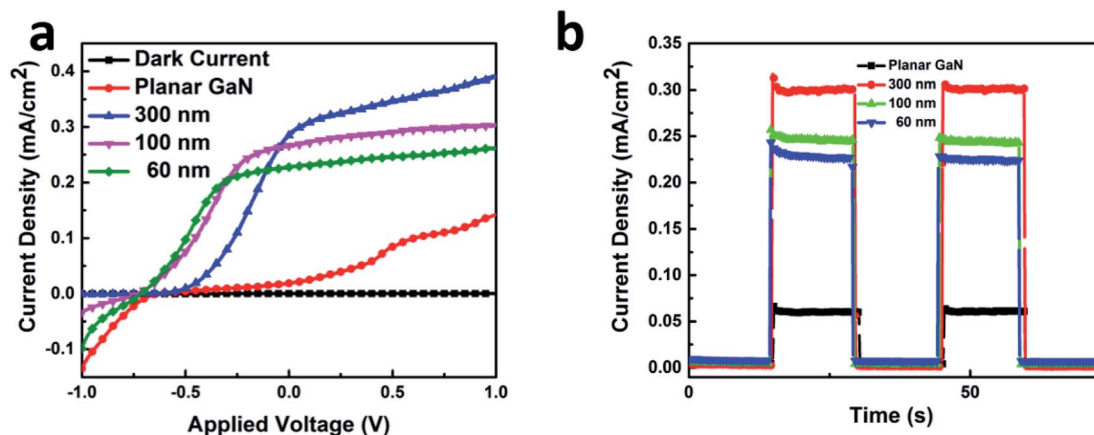 a
Dark Current
Planar GaN
300 nm
100 nm
60 nm
Current Density (mA/cm²)
0.4
0.3
0.2
0.1
0.0
-0.1
-1.0 -0.5 0.0 0.5 1.0
Applied Voltage (V)
b
Planar GaN
300 nm
100 nm
60 nm
Current Density (mA/cm²)
0.35
0.30
0.25
0.20
0.15
0.10
0.05
0.00
0 50
Time (s)